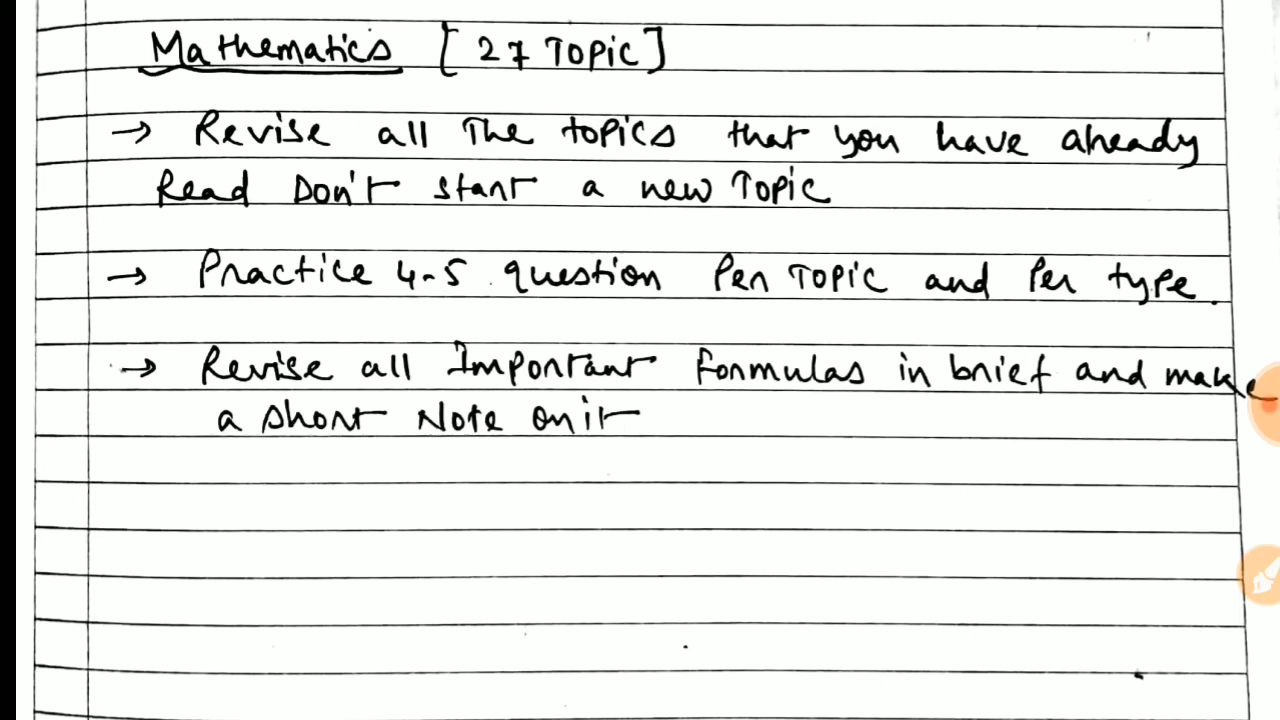 Mathematics [27 Topic]
→ Revise all The topics that you have already
Read Don't start a new Topic
→ Practice 4-5 question Per Topic and Per type.
→ Revise all Important formulas in brief and make
a short Note on it